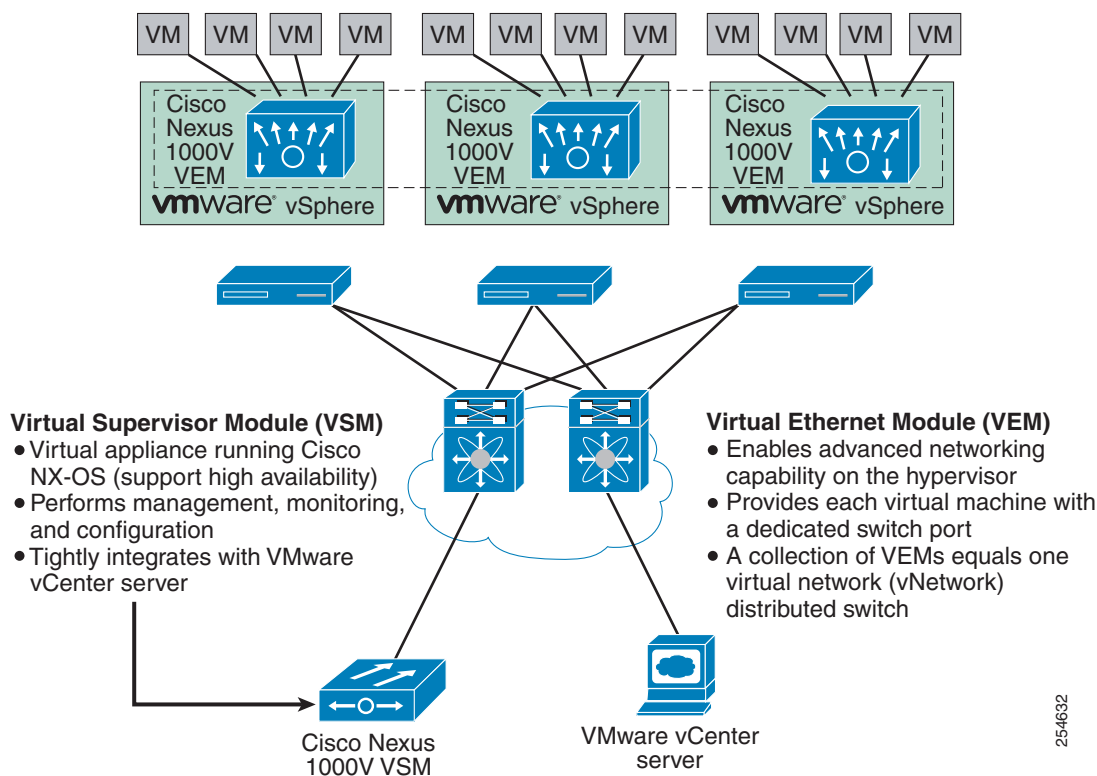 VM VM VM VM VM VM VM VM VM VM VM VM
Cisco
Nexus
1000V
VEM
vmware® vSphere
Cisco
Nexus
1000V
VEM
vmware® vSphere
Cisco
Nexus
1000V
VEM
vmware® vSphere
Virtual Supervisor Module (VSM)
• Virtual appliance running Cisco
NX-OS (support high availability)
• Performs management, monitoring,
and configuration
• Tightly integrates with VMware
vCenter server
Virtual Ethernet Module (VEM)
• Enables advanced networking
capability on the hypervisor
• Provides each virtual machine with
a dedicated switch port
• A collection of VEMs equals one
virtual network (vNetwork)
distributed switch
Cisco Nexus
1000V VSM
VMware vCenter
server
254632